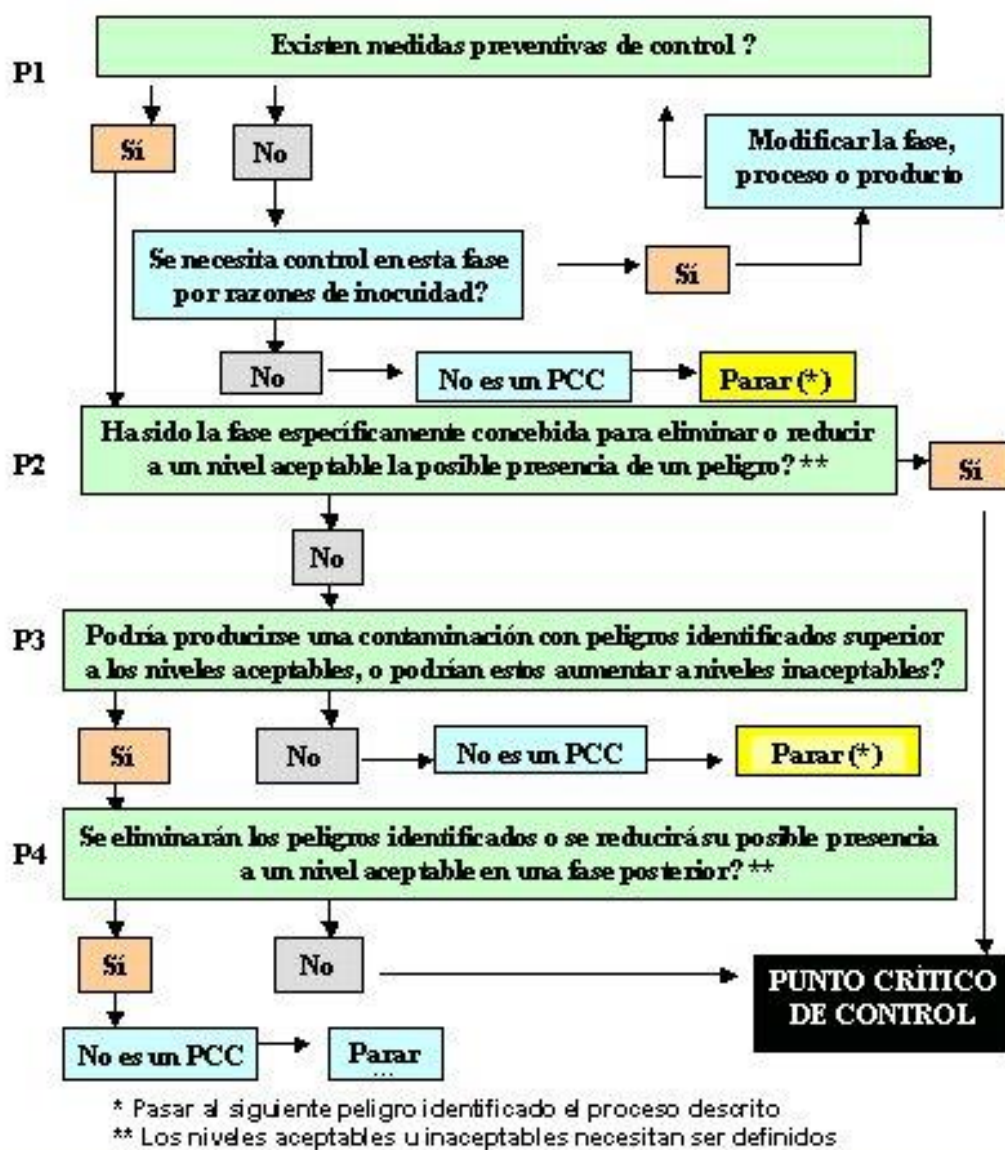 Existen medidas preventivas de control ?
P1
Sí
No
Modificar la fase,
proceso o producto
Se necesita control en esta fase
por razones de inocuidad?
Sí
No
No es un PCC
Parar (*)
P2
Ha sido la fase específicamente concebida para eliminar o reducir
a un nivel aceptable la posible presencia de un peligro? **
Sí
No
P3
Podría producirse una contaminación con peligros identificados superior
a los niveles aceptables, o podrían estos aumentar a niveles inaceptables?
Sí
No
No es un PCC
Parar (*)
P4
Se eliminarán los peligros identificados o se reducirá su posible presencia
a un nivel aceptable en una fase posterior? **
Sí
No
PUNTO CRÍTICO
DE CONTROL
No es un PCC
Parar
...
* Pasar al siguiente peligro identificado el proceso descrito
** Los niveles aceptables u inaceptables necesitan ser definidos